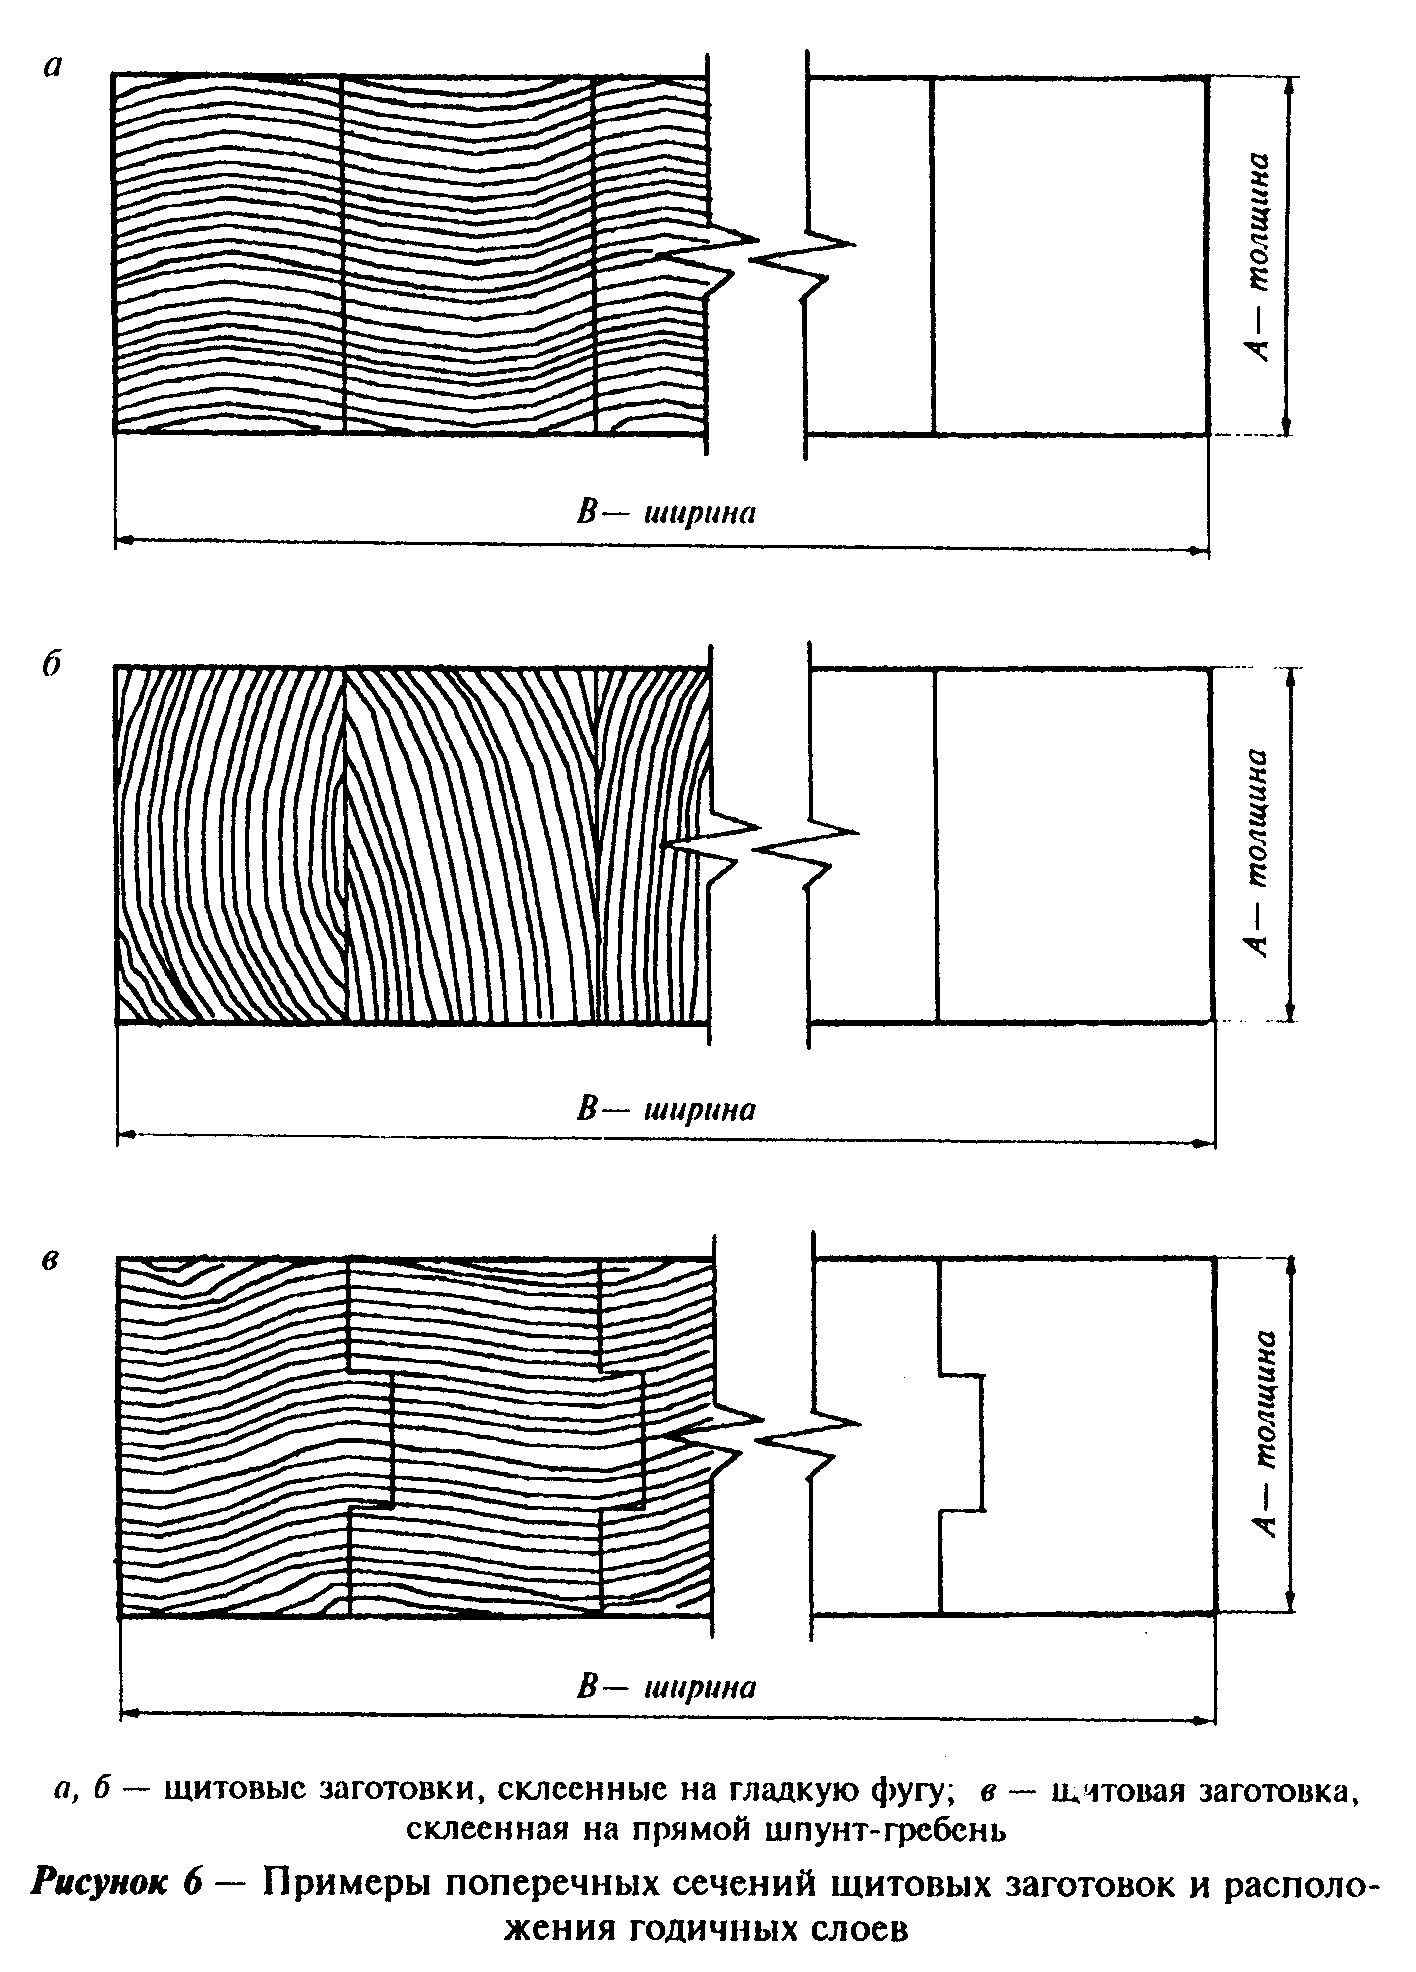 а
А — толщина
В — ширина
б
А — толщина
В — ширина
в
А — толщина
В — ширина
а, б — щитовые заготовки, склеенные на гладкую фугу; в — щитовая заготовка,
склеенная на прямой шпунт-гребень
Рисунок 6 — Примеры поперечных сечений щитовых заготовок и располо-
жения годичных слоев